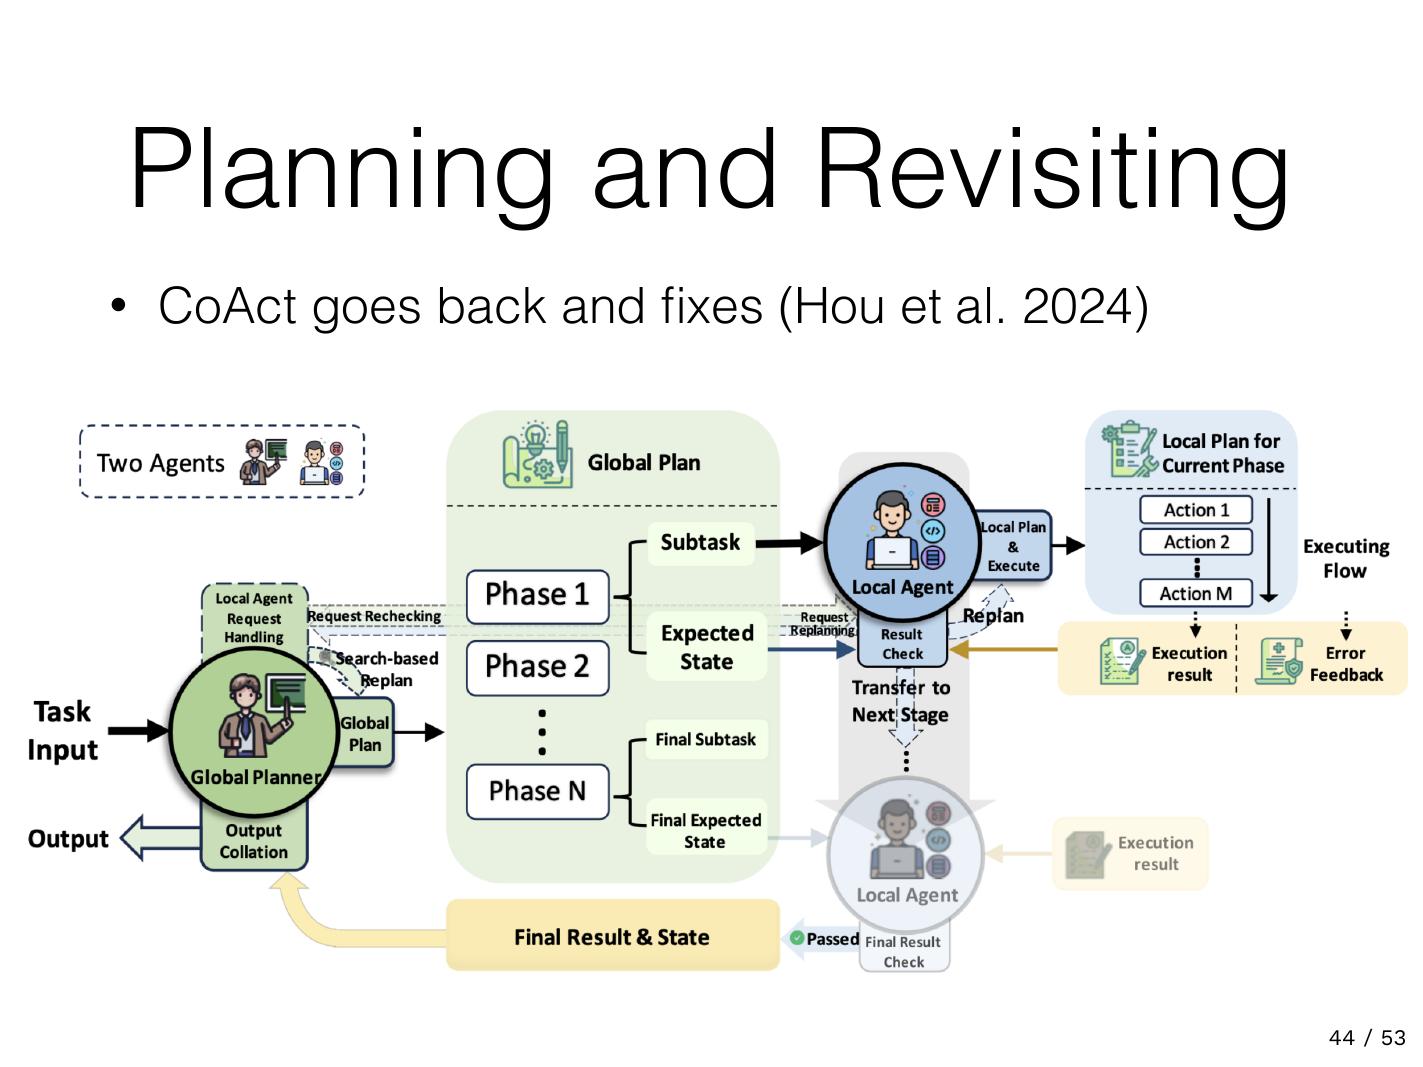 Planning and Revisiting
• CoAct goes back and fixes (Hou et al. 2024)
Two Agents
Task
Input
Output
Local Agent
Request
Handling
Global Planner
Global
Plan
Output
Collation
Request Rechecking
Search-based
Replan
Global Plan
Phase 1
Phase 2
Phase N
Subtask
Expected
State
Final Subtask
Final Expected
State
Request
Replanning
Local Agent
Local Plan
&
Execute
Result
Check
Replan
Transfer to
Next Stage
Local Plan for
Current Phase
Action 1
Action 2
Action M
Executing
Flow
Execution
result
Error
Feedback
Local Agent
Execution
result
Final Result
Check
Passed
Final Result & State
44 / 53